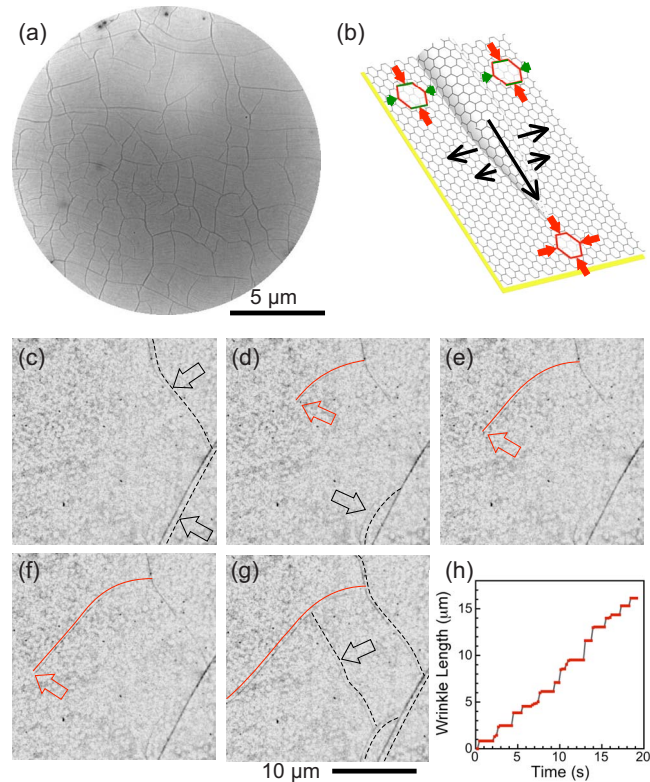 (a)
(b)
5 µm
(c)
(d)
(e)
(f)
(g)
(h)
Wrinkle Length (µm)
15
10
5
0
0
5
10
15
20
Time (s)
10 µm